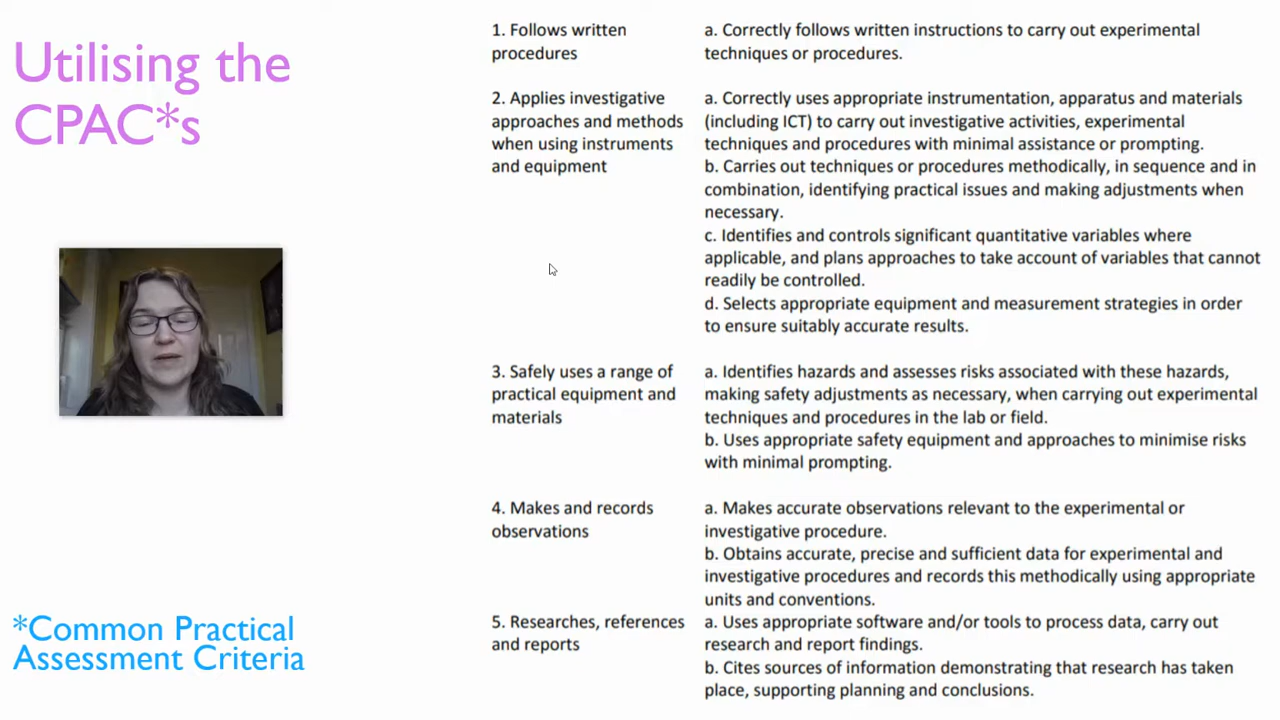 Utilising the
CPAC*s
*Common Practical
Assessment Criteria
1. Follows written
procedures
a. Correctly follows written instructions to carry out experimental
techniques or procedures.
2. Applies investigative
approaches and methods
when using instruments
and equipment
a. Correctly uses appropriate instrumentation, apparatus and materials
(including ICT) to carry out investigative activities, experimental
techniques and procedures with minimal assistance or prompting.
b. Carries out techniques or procedures methodically, in sequence and in
combination, identifying practical issues and making adjustments when
necessary.
c. Identifies and controls significant quantitative variables where
applicable, and plans approaches to take account of variables that cannot
readily be controlled.
d. Selects appropriate equipment and measurement strategies in order
to ensure suitably accurate results.
3. Safely uses a range of
practical equipment and
materials
a. Identifies hazards and assesses risks associated with these hazards,
making safety adjustments as necessary, when carrying out experimental
techniques and procedures in the lab or field.
b. Uses appropriate safety equipment and approaches to minimise risks
with minimal prompting.
4. Makes and records
observations
a. Makes accurate observations relevant to the experimental or
investigative procedure.
b. Obtains accurate, precise and sufficient data for experimental and
investigative procedures and records this methodically using appropriate
units and conventions.
5. Researches, references
and reports
a. Uses appropriate software and/or tools to process data, carry out
research and report findings.
b. Cites sources of information demonstrating that research has taken
place, supporting planning and conclusions.